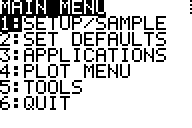 MAIN MENU
1:SETUP/SAMPLE
2:SET DEFAULTS
3:APPLICATIONS
4:PLOT MENU
5:TOOLS
6:QUIT